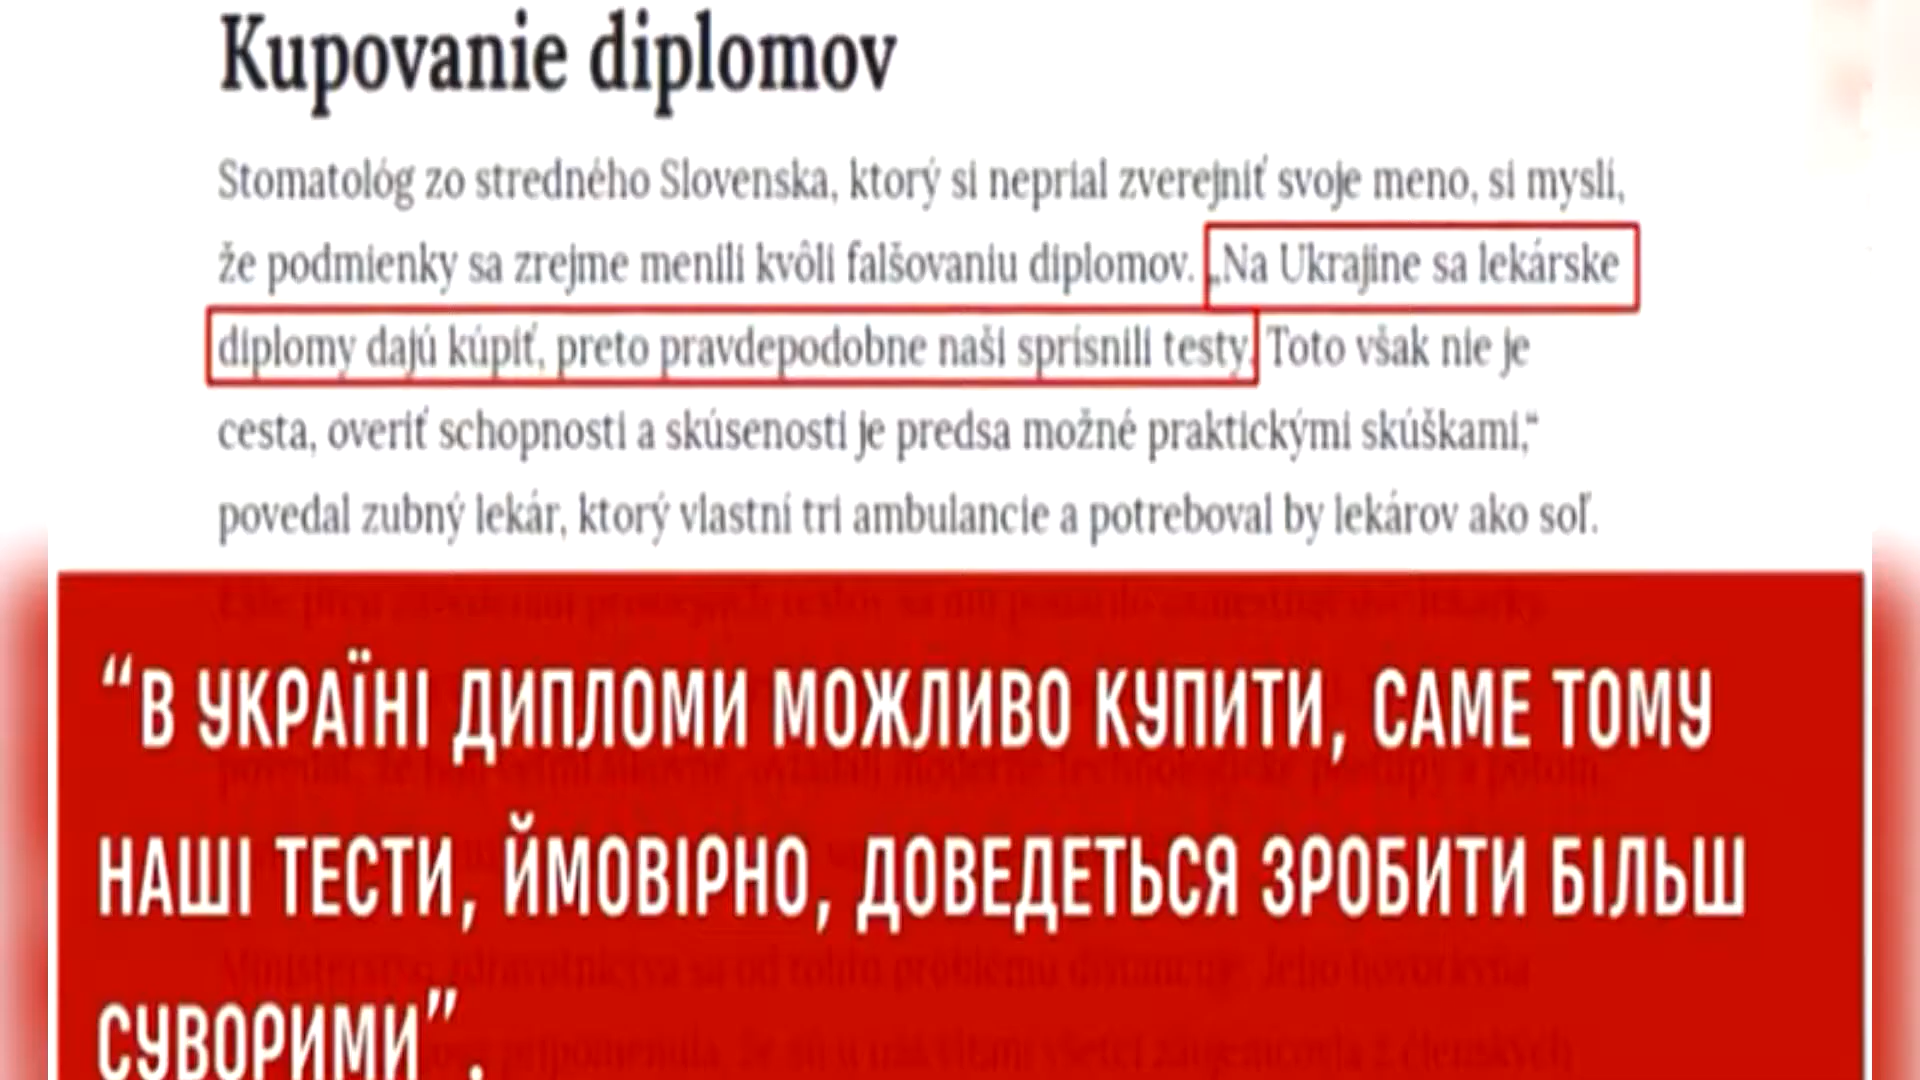 Kupovanie diplomov
Stomatológ zo stredného Slovenska, ktorý si neprial zverejniť svoje meno, si myslí,
že podmienky sa zrejme menili kvôli falšovaniu diplomov. „Na Ukrajine sa lekárske
diplomy dajú kúpiť, preto pravdepodobne naši sprísnili testy. Toto však nie je
cesta, overiť schopnosti a skúsenosti je predsa možné praktickými skúškami,“
povedal zubný lekár, ktorý vlastní tri ambulancie a potreboval by lekárov ako soľ.
“В УКРАЇНІ ДИПЛОМИ МОЖЛИВО КУПИТИ, САМЕ ТОМУ
НАШІ ТЕСТИ, ЙМОВІРНО, ДОВЕДЕТЬСЯ ЗРОБИТИ БІЛЬШ
СУВОРИМИ”.